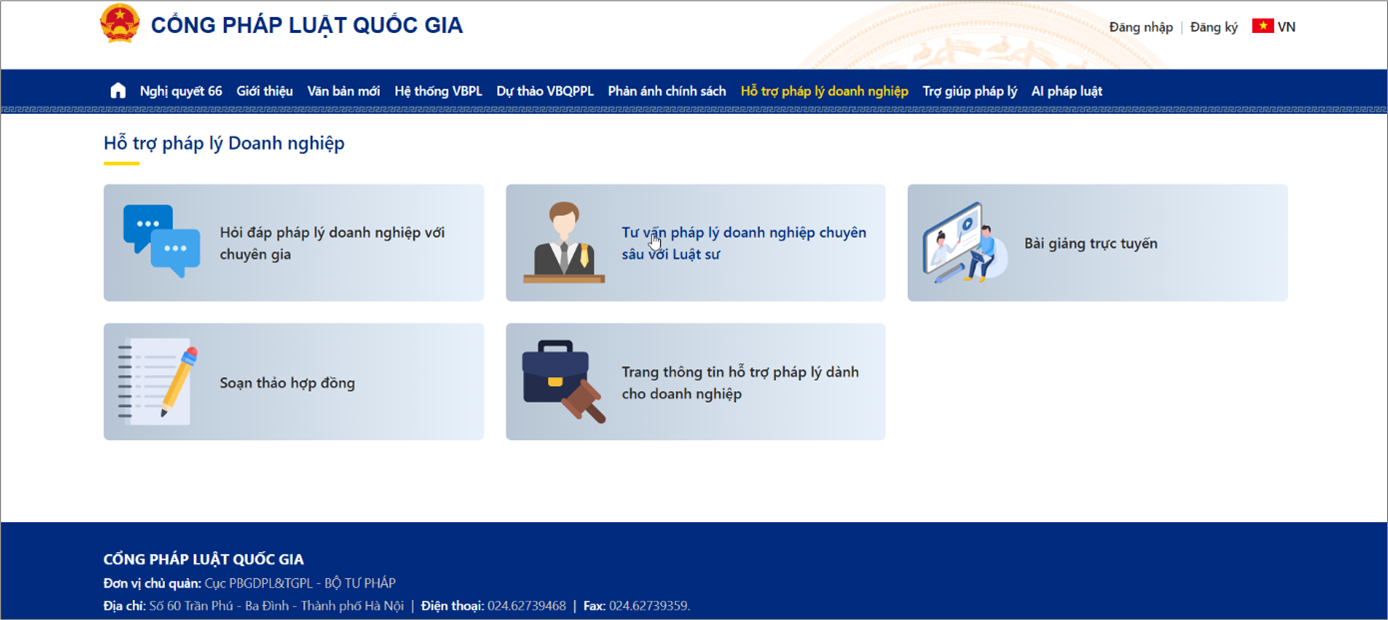 CỔNG PHÁP LUẬT QUỐC GIA
Đăng nhập | Đăng ký VN
Nghị quyết 66 Giới thiệu Văn bản mới Hệ thống VBPL Dự thảo VBQPPL Phản ánh chính sách Hỗ trợ pháp lý doanh nghiệp Trợ giúp pháp lý AI pháp luật
Hỗ trợ pháp lý Doanh nghiệp
Hỏi đáp pháp lý doanh nghiệp với
chuyên gia
Tư vấn pháp lý doanh nghiệp chuyên
sâu với Luật sư
Bài giảng trực tuyến
Soạn thảo hợp đồng
Trang thông tin hỗ trợ pháp lý dành
cho doanh nghiệp
CỔNG PHÁP LUẬT QUỐC GIA
Đơn vị chủ quản: Cục PBGDPL&TGPL - BỘ TƯ PHÁP
Địa chỉ: Số 60 Trần Phú - Ba Đình - Thành phố Hà Nội | Điện thoại: 024.62739468 | Fax: 024.62739359.